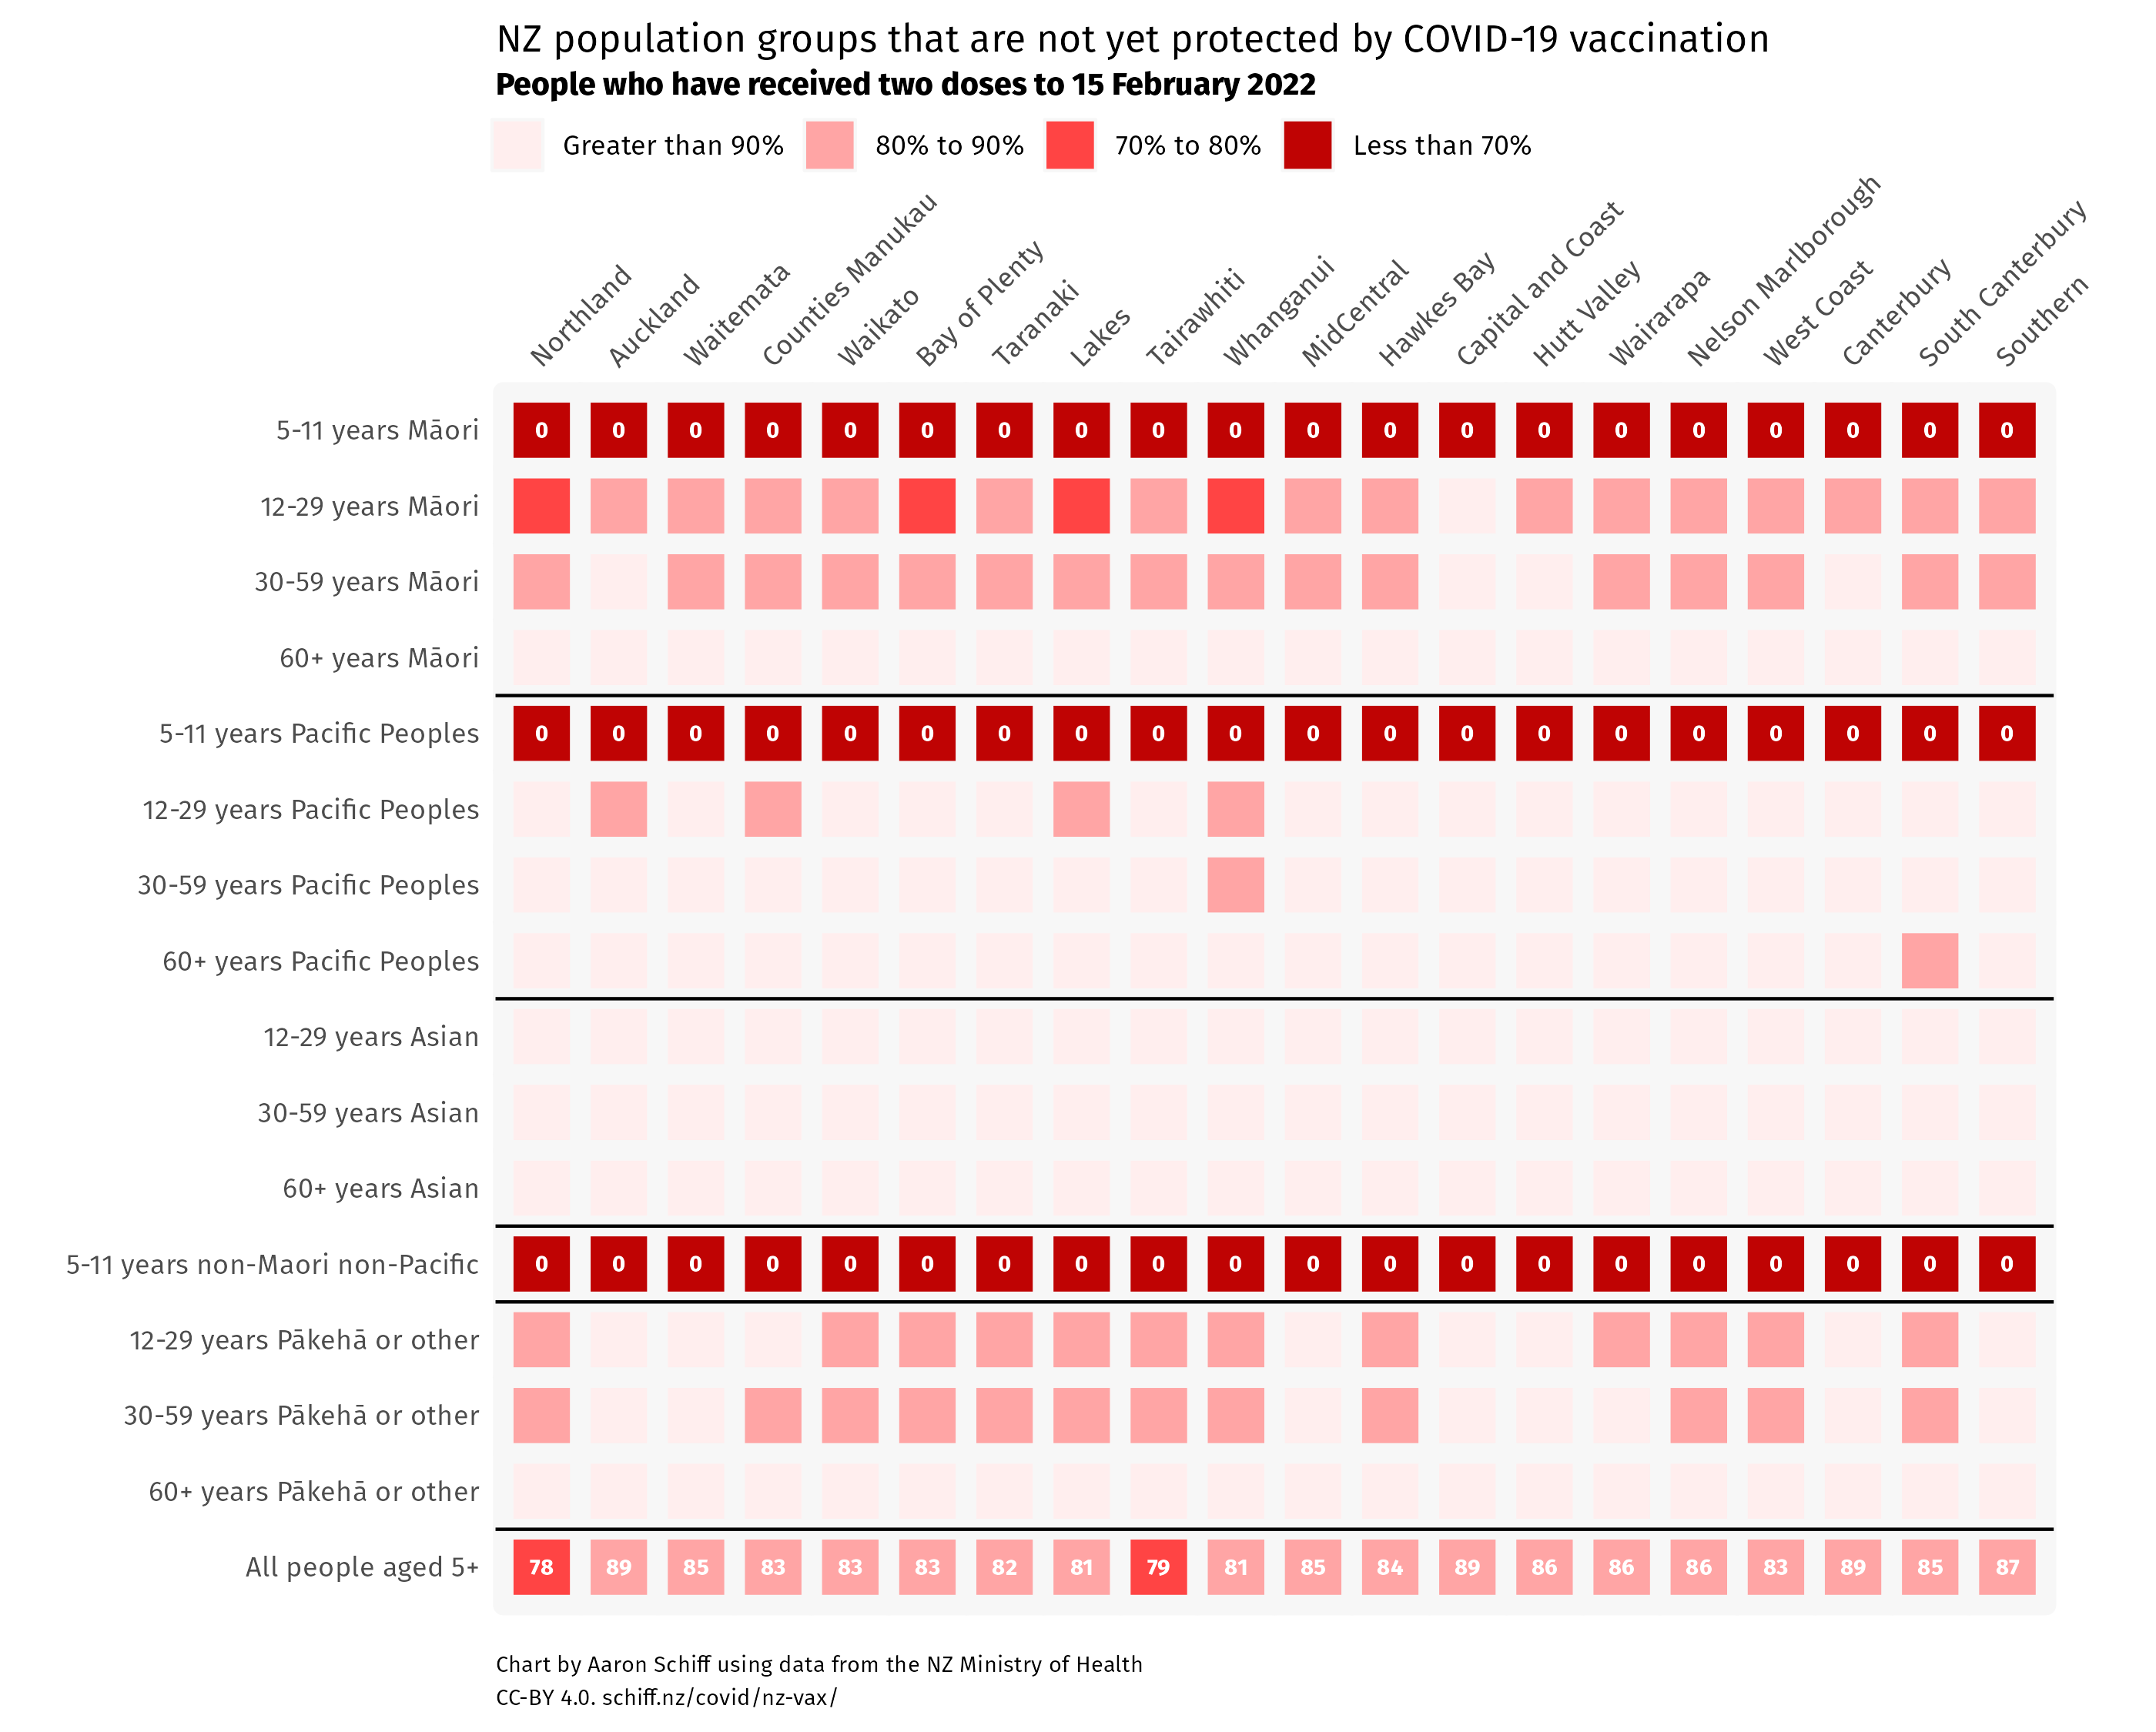 NZ population groups that are not yet protected by COVID-19 vaccination
People who have received two doses to 15 February 2022
Greater than 90% 80% to 90% 70% to 80% Less than 70%
Northland Auckland Waitemata Counties Manukau Waikato Bay of Plenty Taranaki Lakes Tairawhiti Whanganui MidCentral Hawkes Bay Capital and Coast Hutt Valley Wairarapa Nelson Marlborough West Coast Canterbury South Canterbury Southern
5-11 years Māori 0 0 0 0 0 0 0 0 0 0 0 0 0 0 0 0 0 0 0 0
12-29 years Māori
30-59 years Māori
60+ years Māori
5-11 years Pacific Peoples 0 0 0 0 0 0 0 0 0 0 0 0 0 0 0 0 0 0 0 0
12-29 years Pacific Peoples
30-59 years Pacific Peoples
60+ years Pacific Peoples
12-29 years Asian
30-59 years Asian
60+ years Asian
5-11 years non-Maori non-Pacific 0 0 0 0 0 0 0 0 0 0 0 0 0 0 0 0 0 0 0 0
12-29 years Pākehā or other
30-59 years Pākehā or other
60+ years Pākehā or other
All people aged 5+ 78 89 85 83 83 83 82 81 79 81 85 84 89 86 86 86 83 89 85 87
Chart by Aaron Schiff using data from the NZ Ministry of Health
CC-BY 4.0. schiff.nz/covid/nz-vax/